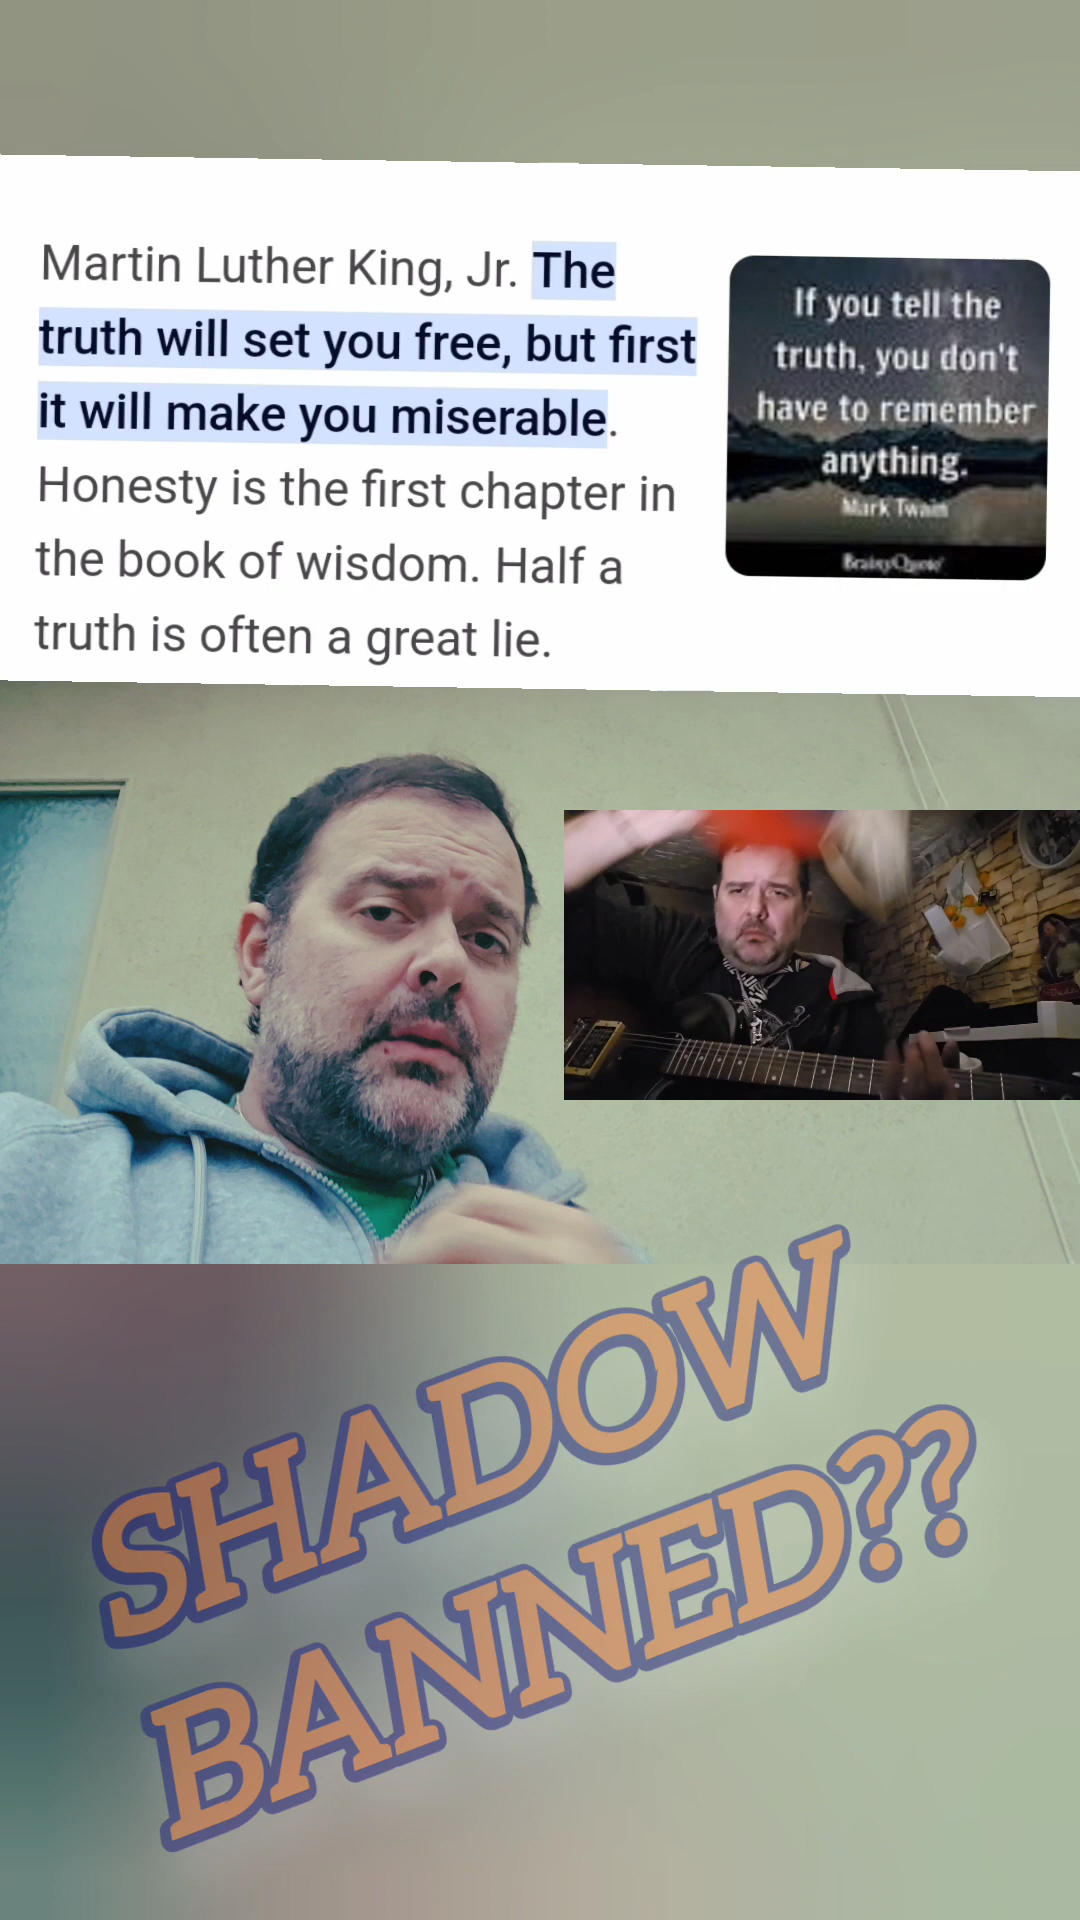 Martin Luther King, Jr. The
truth will set you free, but first
it will make you miserable.
Honesty is the first chapter in
the book of wisdom. Half a
truth is often a great lie.
If you tell the
truth, you don't
have to remember
anything.
Mark Twain
BrainyQuote
SHADOW
BANNED??